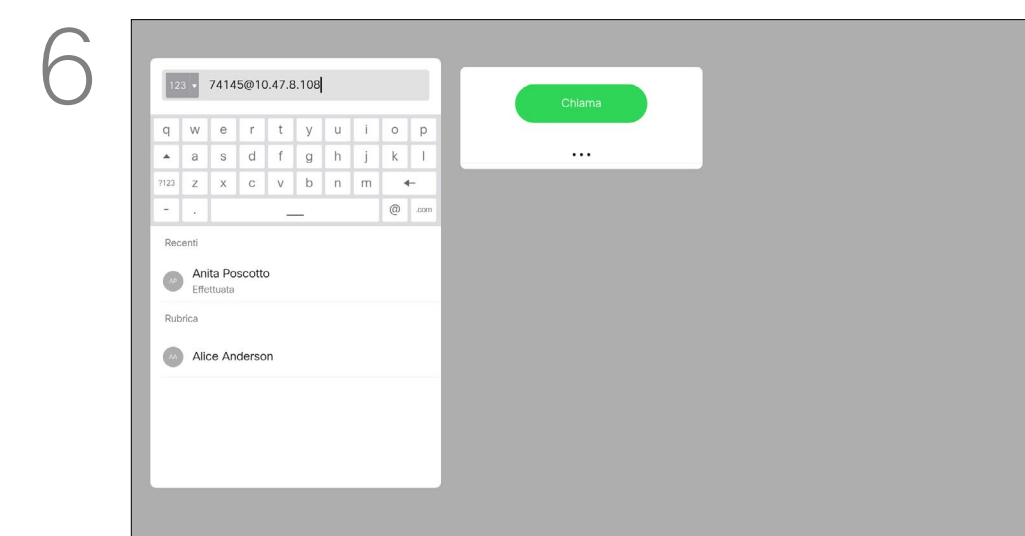 6
123 74145@10.47.8.108
Chiama
q w e r t y u i o p
a s d f g h j k l
?123 z x c v b n m
- . @ .com
Recenti
AP
Anita Poscotto
Effettuata
Rubrica
AA
Alice Anderson